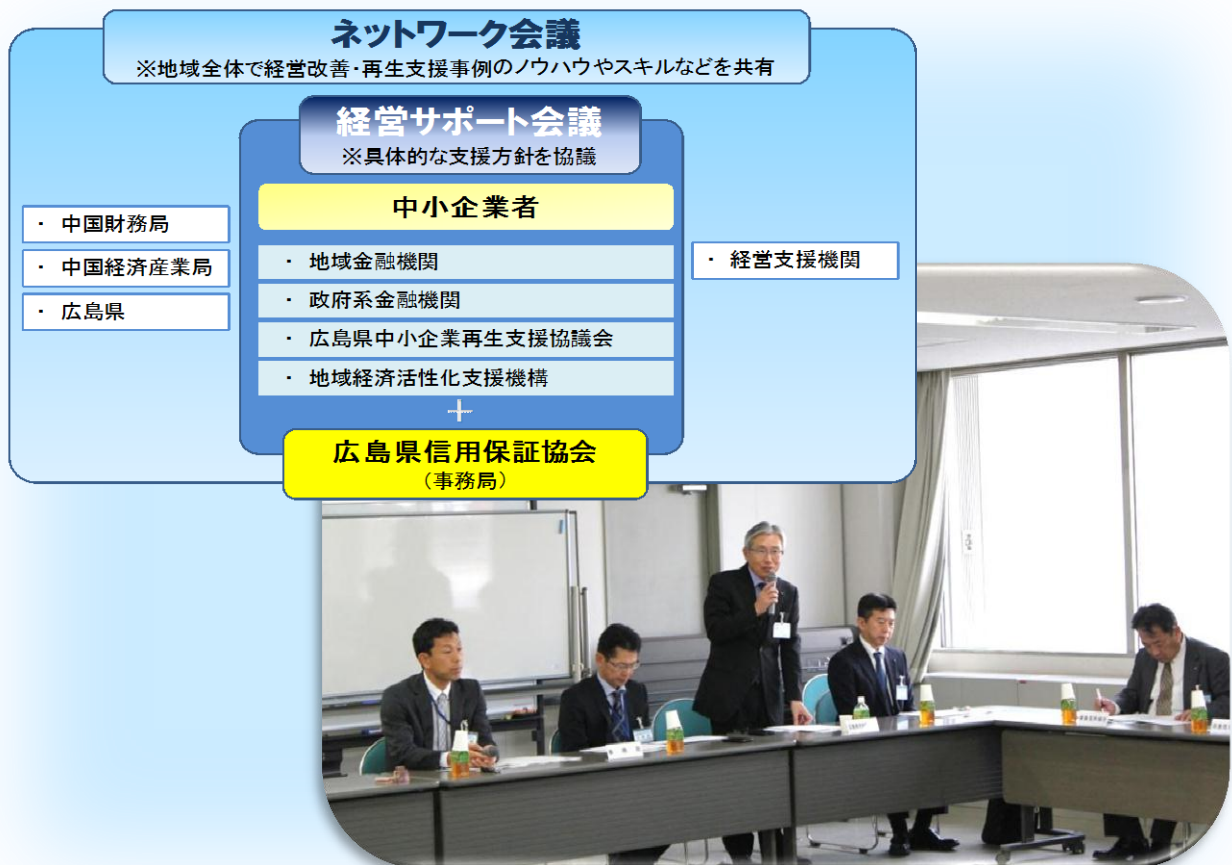 ネットワーク会議
※地域全体で経営改善・再生支援事例のノウハウやスキルなどを共有
経営サポート会議
※具体的な支援方針を協議
中小企業者
・ 中国財務局
・ 中国経済産業局
・ 広島県
・ 地域金融機関
・ 政府系金融機関
・ 広島県中小企業再生支援協議会
・ 地域経済活性化支援機構
・ 経営支援機関
＋
広島県信用保証協会
（事務局）